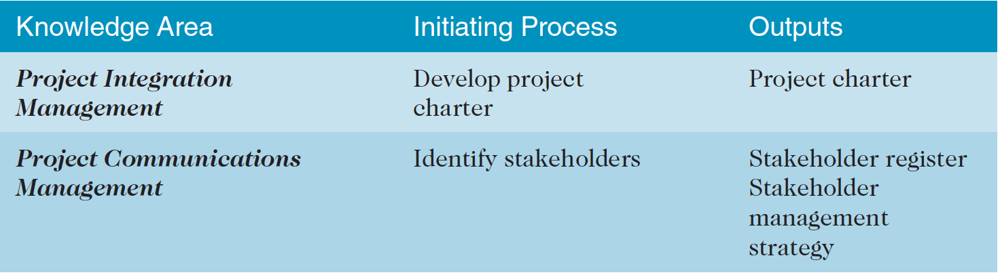 Knowledge Area Initiating Process Outputs
Project Integration Develop project Project charter
Management charter
Project Communications Identify stakeholders Stakeholder register
Management Stakeholder
management
strategy